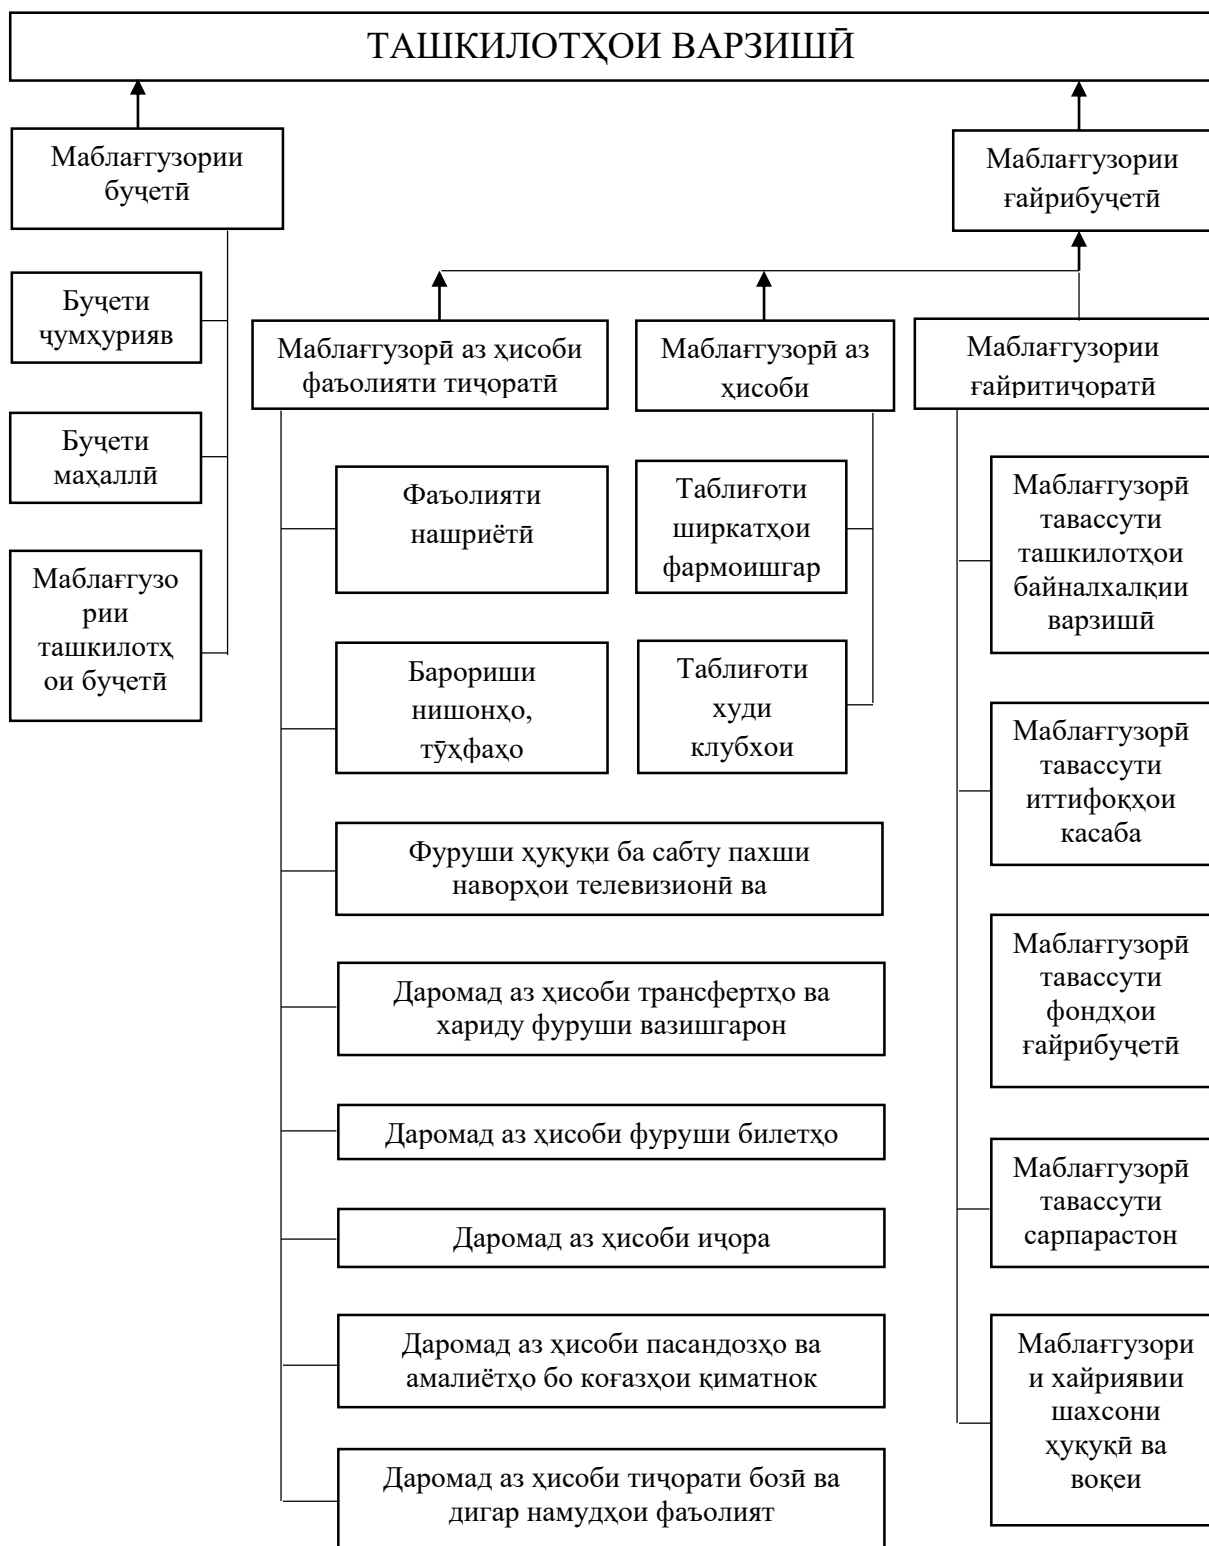 ТАШКИЛОТҲОИ ВАРЗИШӢ
Маблағгузории
буҷетӣ
Маблағгузории
ғайрибуҷетӣ
Буҷети
ҷумҳурияв
Буҷети
маҳаллӣ
Маблағгузо
рии
ташкилотҳ
ои буҷетӣ
Маблағгузорӣ аз ҳисоби
фаъолияти тиҷоратӣ
Фаъолияти
нашриётӣ
Барориши
нишонҳо,
тӯҳфаҳо
Фуруши ҳуқуқи ба сабту пахши
наворҳои телевизионӣ ва
Даромад аз ҳисоби трансфертҳо ва
хариду фуруши вазишгарон
Даромад аз ҳисоби фуруши билетҳо
Даромад аз ҳисоби иҷора
Даромад аз ҳисоби пасандозҳо ва
амалиётҳо бо коғазҳои қиматнок
Даромад аз ҳисоби тиҷорати бозӣ ва
дигар намудҳои фаъолият
Маблағгузорӣ аз
ҳисоби
Таблиғоти
ширкатҳои
фармоишгар
Таблиғоти
худи
клубхои
Маблағгузории
ғайритиҷоратӣ
Маблағгузорӣ
тавассути
ташкилотҳои
байналхалқии
варзишӣ
Маблағгузорӣ
тавассути
иттифоқҳои
касаба
Маблағгузорӣ
тавассути
фондҳои
ғайрибуҷетӣ
Маблағгузорӣ
тавассути
сарпарастон
Маблағгузори
и хайриявии
шахсони
ҳуқуқӣ ва
воқеи